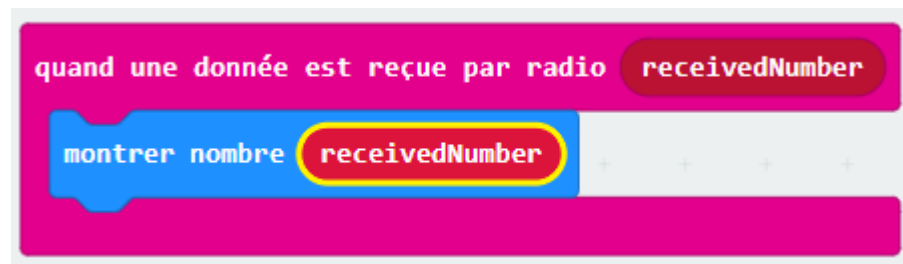 quand une donnée est reçue par radio receivedNumber
montrer nombre receivedNumber